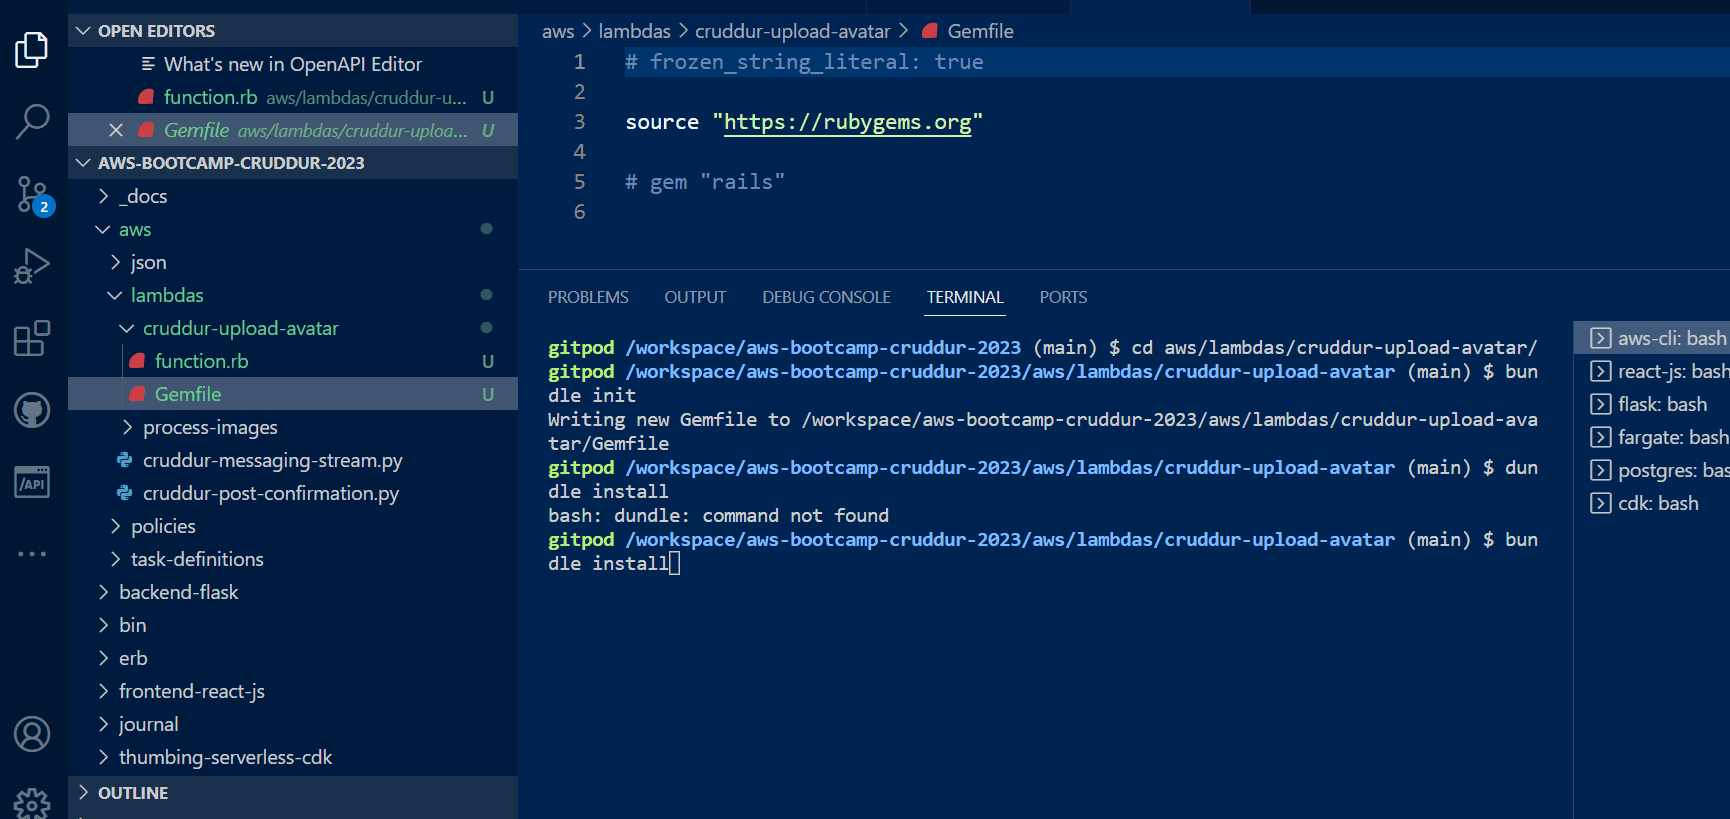 OPEN EDITORS
What's new in OpenAPI Editor
function.rb aws/lambdas/cruddur-u... U
Gemfile aws/lambdas/cruddur-uploa... U
AWS-BOOTCAMP-CRUDDUR-2023
_docs
aws
json
lambdas
cruddur-upload-avatar
function.rb U
Gemfile U
process-images
cruddur-messaging-stream.py
cruddur-post-confirmation.py
policies
task-definitions
backend-flask
bin
erb
frontend-react-js
journal
thumbing-serverless-cdk
OUTLINE
2
/API
aws > lambdas > cruddur-upload-avatar > Gemfile
1 # frozen_string_literal: true
2
3 source "https://rubygems.org"
4
5 # gem "rails"
6
PROBLEMS OUTPUT DEBUG CONSOLE TERMINAL PORTS
gitpod /workspace/aws-bootcamp-cruddur-2023 (main) $ cd aws/lambdas/cruddur-upload-avatar/
gitpod /workspace/aws-bootcamp-cruddur-2023/aws/lambdas/cruddur-upload-avatar (main) $ bun
dle init
Writing new Gemfile to /workspace/aws-bootcamp-cruddur-2023/aws/lambdas/cruddur-upload-ava
tar/Gemfile
gitpod /workspace/aws-bootcamp-cruddur-2023/aws/lambdas/cruddur-upload-avatar (main) $ dun
dle install
bash: dundle: command not found
gitpod /workspace/aws-bootcamp-cruddur-2023/aws/lambdas/cruddur-upload-avatar (main) $ bun
dle install
aws-cli: bash
react-js: bash
flask: bash
fargate: bash
postgres: bas
cdk: bash